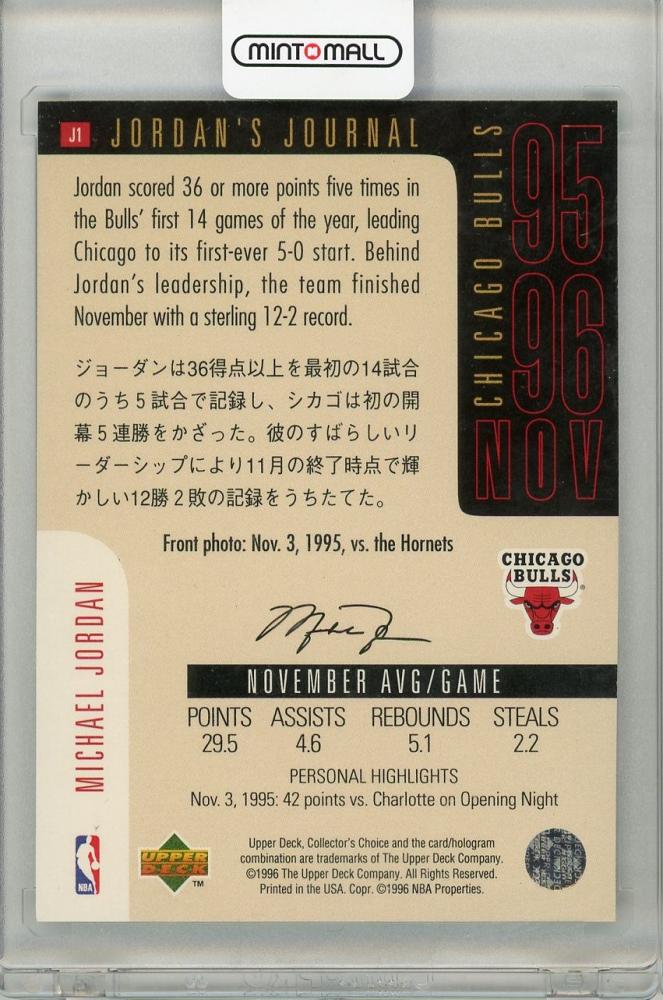 MINTMALL
J1 JORDAN'S JOURNAL
Jordan scored 36 or more points five times in
the Bulls' first 14 games of the year, leading
Chicago to its first-ever 5-0 start. Behind
Jordan's leadership, the team finished
November with a sterling 12-2 record.
ジョーダンは36得点以上を最初の14試合
のうち5試合で記録し、シカゴは初の開
幕5連勝をかざった。彼のすばらしいリ
ーダーシップにより11月の終了時点で輝
かしい12勝2敗の記録をうちたてた。
Front photo: Nov. 3, 1995, vs. the Hornets
CHICAGO BULLS
95
96
NOV
CHICAGO
BULLS
®
MICHAEL JORDAN
NOVEMBER AVG/GAME
POINTS ASSISTS REBOUNDS STEALS
29.5 4.6 5.1 2.2
PERSONAL HIGHLIGHTS
Nov. 3, 1995: 42 points vs. Charlotte on Opening Night
NBA
UPPER
DECK
TM
Upper Deck, Collector's Choice and the card/hologram
combination are trademarks of The Upper Deck Company.
©1996 The Upper Deck Company. All Rights Reserved.
Printed in the USA. Copr. ©1996 NBA Properties.